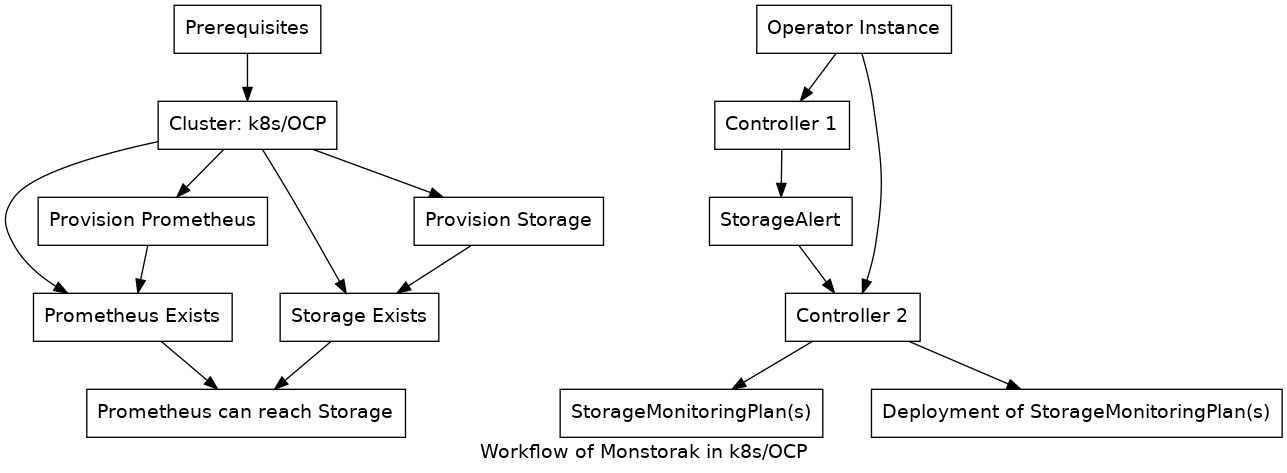 Prerequisites
Operator Instance
Cluster: k8s/OCP
Controller 1
Provision Prometheus
Provision Storage
StorageAlert
Prometheus Exists
Storage Exists
Controller 2
Prometheus can reach Storage
StorageMonitoringPlan(s)
Deployment of StorageMonitoringPlan(s)
Workflow of Monstorak in k8s/OCP